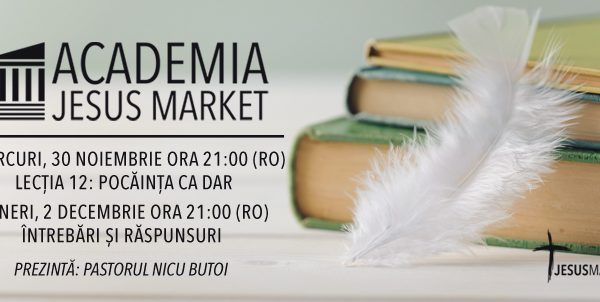 ACADEMIA
JESUS MARKET
RCURI, 30 NOIEMBRIE ORA 21:00 (RO)
LECȚIA 12: POCĂINȚA CA DAR
NERI, 2 DECEMBRIE ORA 21:00 (RO)
ÎNTREBĂRI ȘI RĂSPUNSURI
PREZINTĂ: PASTORUL NICU BUTOI
JESUSMA